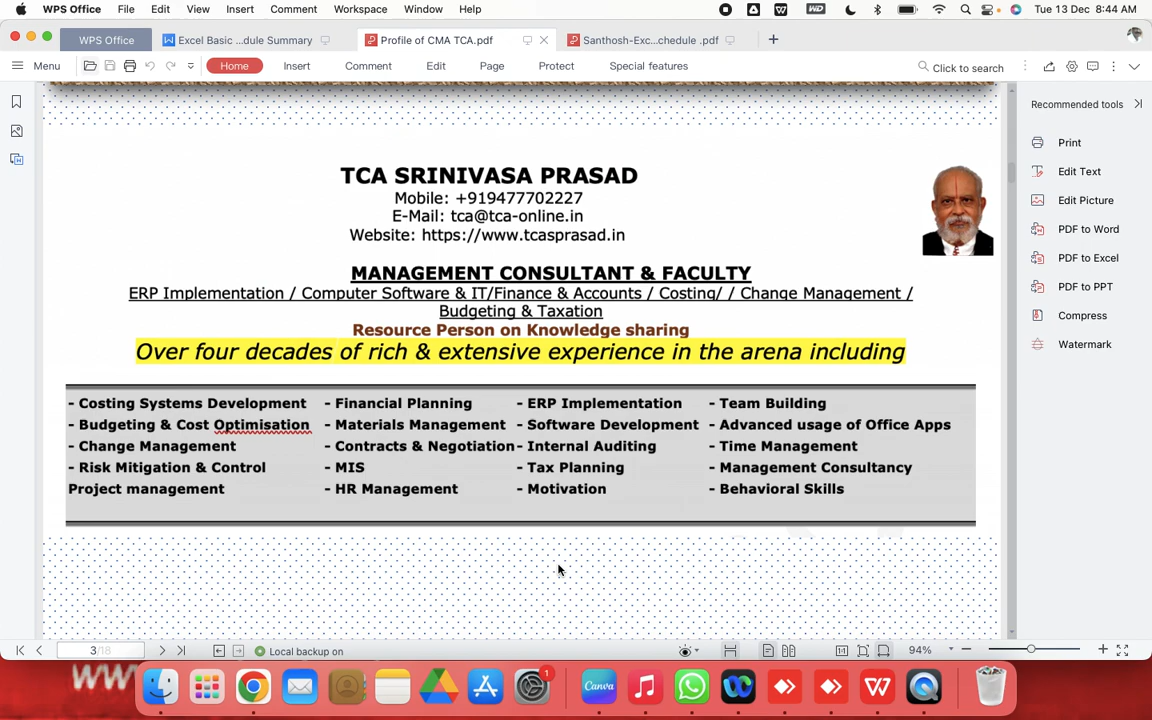 WPS Office File Edit View Insert Comment Workspace Window Help Tue 13 Dec 8:44 AM
WPS Office Excel Basic ...dule Summary Profile of CMA TCA.pdf Santhosh-Exc...chedule .pdf
Menu Home Insert Comment Edit Page Protect Special features Click to search
Recommended tools
Print
Edit Text
Edit Picture
PDF to Word
PDF to Excel
PDF to PPT
Compress
Watermark
TCA SRINIVASA PRASAD
Mobile: +919477702227
E-Mail: tca@tca-online.in
Website: https://www.tcasprasad.in
MANAGEMENT CONSULTANT & FACULTY
ERP Implementation / Computer Software & IT/Finance & Accounts / Costing/ / Change Management /
Budgeting & Taxation
Resource Person on Knowledge sharing
Over four decades of rich & extensive experience in the arena including
- Costing Systems Development - Financial Planning - ERP Implementation - Team Building
- Budgeting & Cost Optimisation - Materials Management - Software Development - Advanced usage of Office Apps
- Change Management - Contracts & Negotiation - Internal Auditing - Time Management
- Risk Mitigation & Control - MIS - Tax Planning - Management Consultancy
Project management - HR Management - Motivation - Behavioral Skills
3/18 Local backup on 94%
Canva
1